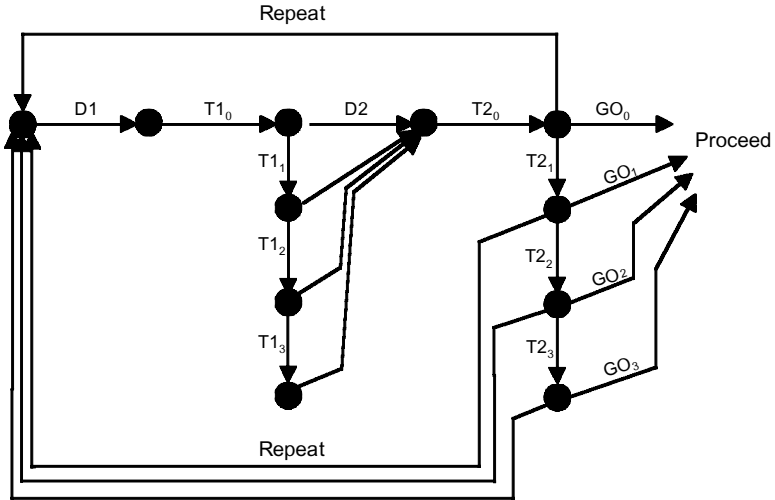 Repeat
D1 T1₀ D2 T2₀ GO₀
Proceed
T1₁ T2₁ GO₁
T1₂ T2₂ GO₂
T1₃ T2₃ GO₃
Repeat